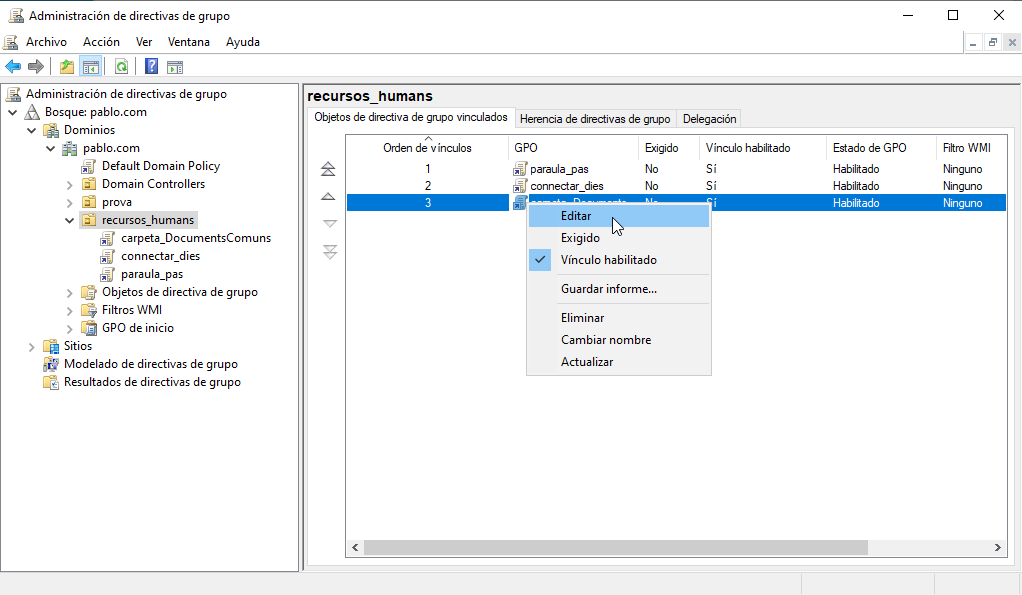 Administración de directivas de grupo
Archivo Acción Ver Ventana Ayuda
Administración de directivas de grupo
Bosque: pablo.com
Dominios
pablo.com
Default Domain Policy
Domain Controllers
prova
recursos_humans
carpeta_DocumentsComuns
connectar_dies
paraula_pas
Objetos de directiva de grupo
Filtros WMI
GPO de inicio
Sitios
Modelado de directivas de grupo
Resultados de directivas de grupo
recursos_humans
Objetos de directiva de grupo vinculados Herencia de directivas de grupo Delegación
Orden de vínculos GPO Exigido Vínculo habilitado Estado de GPO Filtro WMI
1 paraula_pas No Sí Habilitado Ninguno
2 connectar_dies No Sí Habilitado Ninguno
3 No Sí Habilitado Ninguno
Editar
Exigido
Vínculo habilitado
Guardar informe...
Eliminar
Cambiar nombre
Actualizar